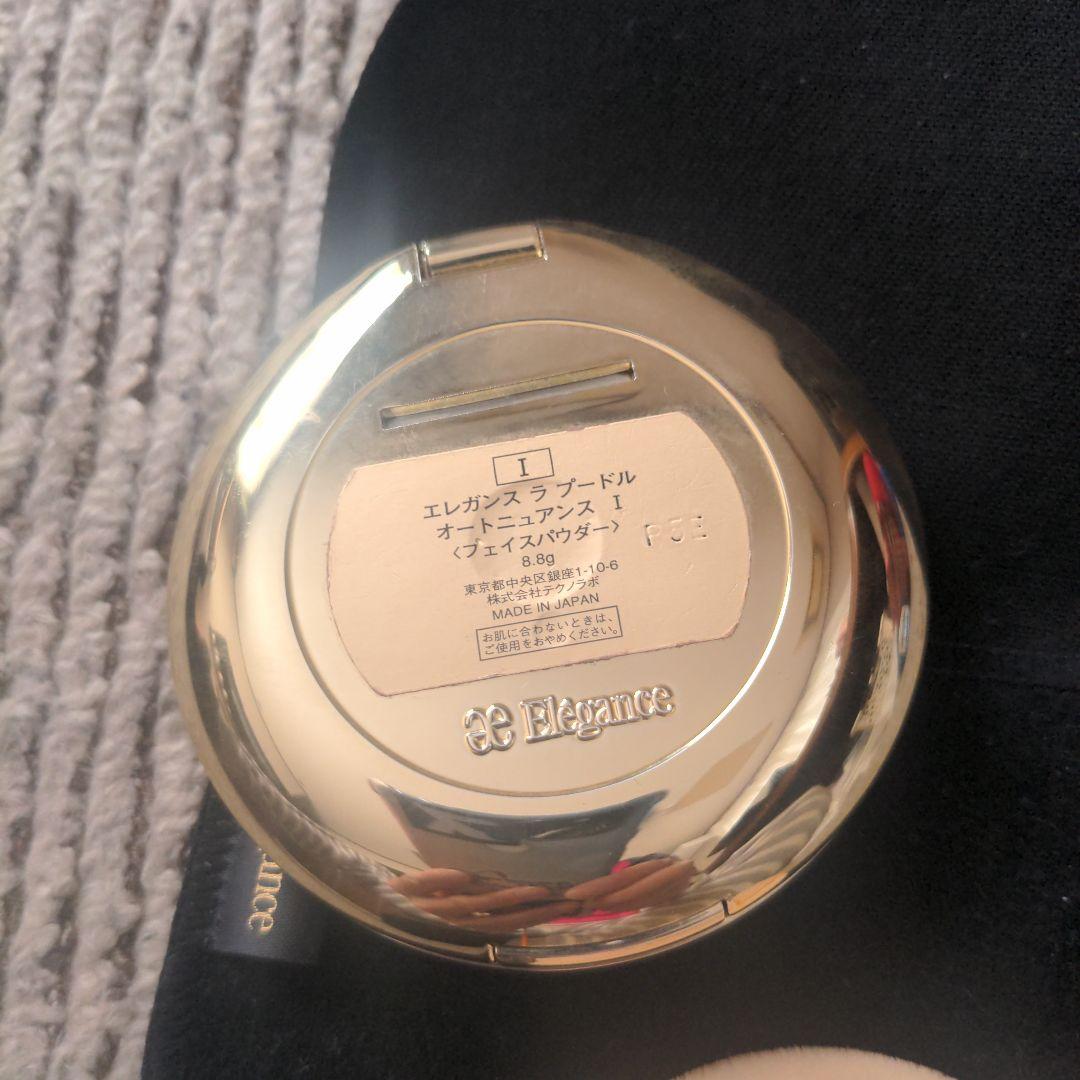 I
エレガンス ラ プードル
オートニュアンス I
〈フェイスパウダー〉
8.8g
P5E
東京都中央区銀座1-10-6
株式会社テクノラボ
MADE IN JAPAN
お肌に合わないときは、
ご使用をおやめください。
æ Elégance
ance